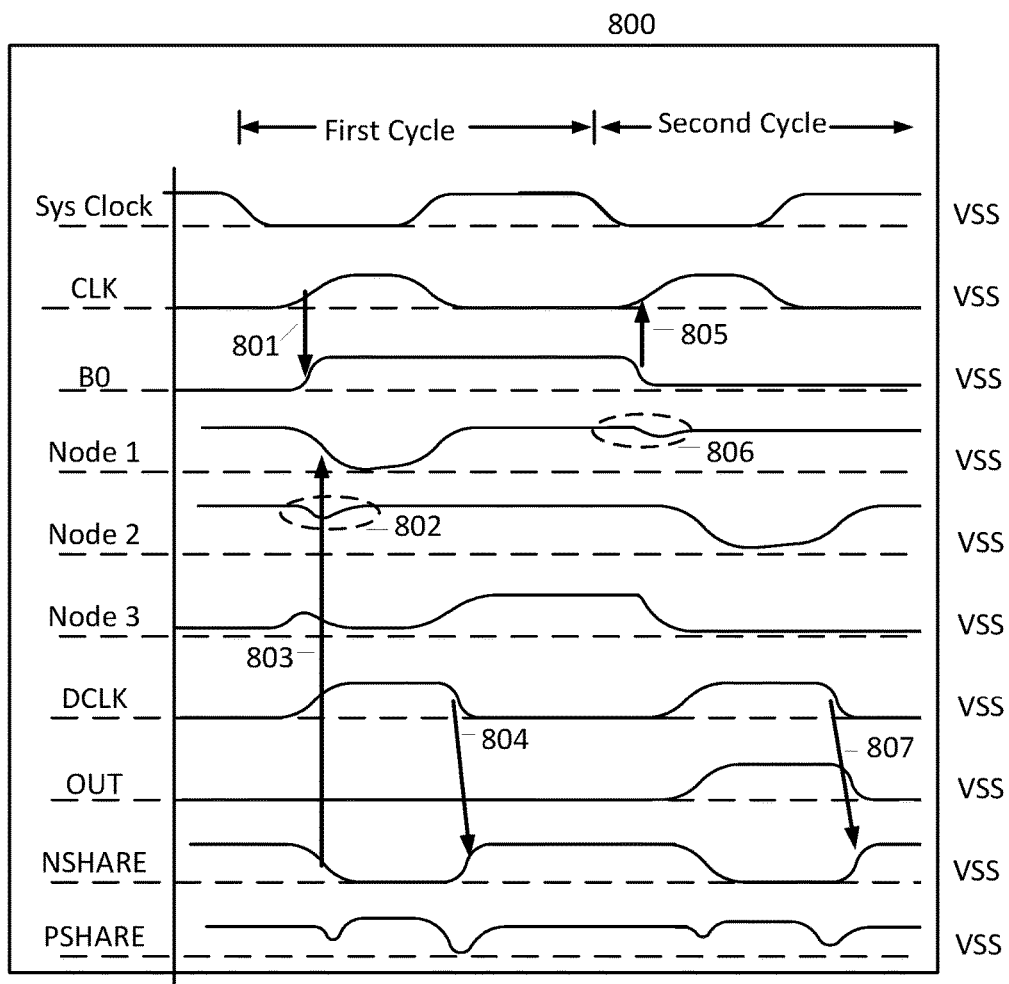 800
First Cycle Second Cycle
Sys Clock VSS
CLK VSS
801 805
B0 VSS
Node 1 806 VSS
802
Node 2 VSS
Node 3 VSS
803
DCLK VSS
804 807
OUT VSS
NSHARE VSS
PSHARE VSS